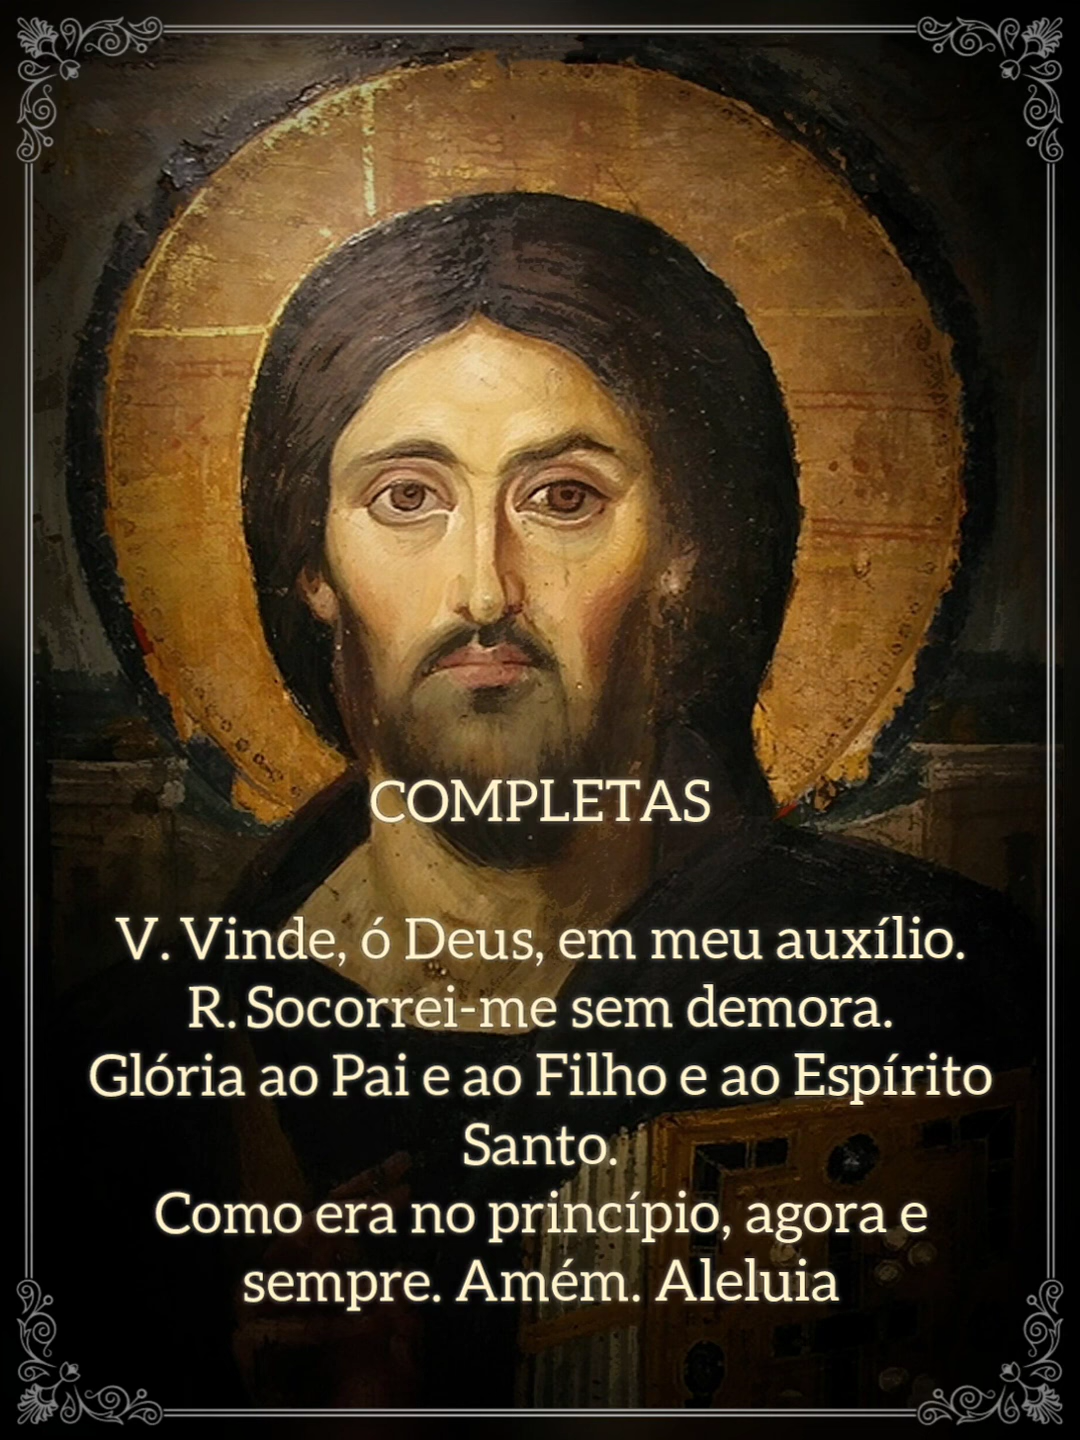 COMPLETAS
V. Vinde, ó Deus, em meu auxílio.
R. Socorrei-me sem demora.
Glória ao Pai e ao Filho e ao Espírito
Santo.
Como era no princípio, agora e
sempre. Amém. Aleluia